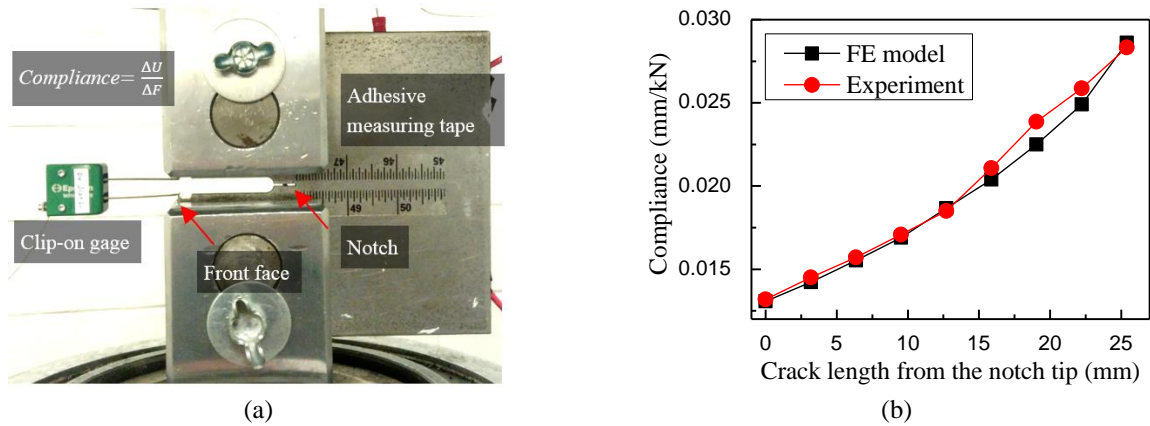 Compliance= ΔU/ΔF
Adhesive
measuring tape
47 46 45
49 50
Clip-on gage
Front face
Notch
(a)
0.030
0.025
0.020
0.015
Compliance (mm/kN)
FE model
Experiment
0 5 10 15 20 25
Crack length from the notch tip (mm)
(b)